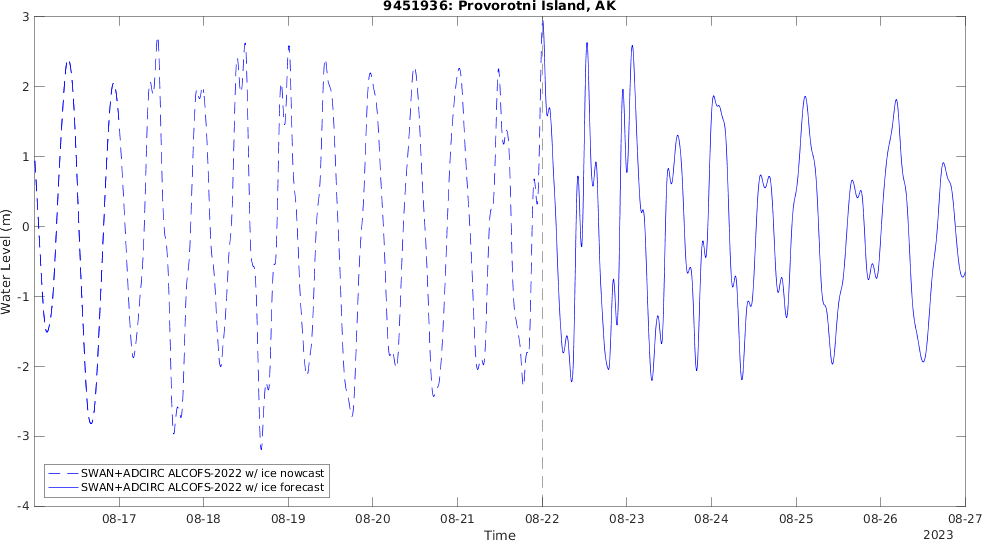 9451936: Provorotni Island, AK
Water Level (m)
3
2
1
0
-1
-2
-3
-4
SWAN+ADCIRC ALCOFS-2022 w/ ice nowcast
SWAN+ADCIRC ALCOFS-2022 w/ ice forecast
08-17 08-18 08-19 08-20 08-21 08-22 08-23 08-24 08-25 08-26 08-27
Time
2023